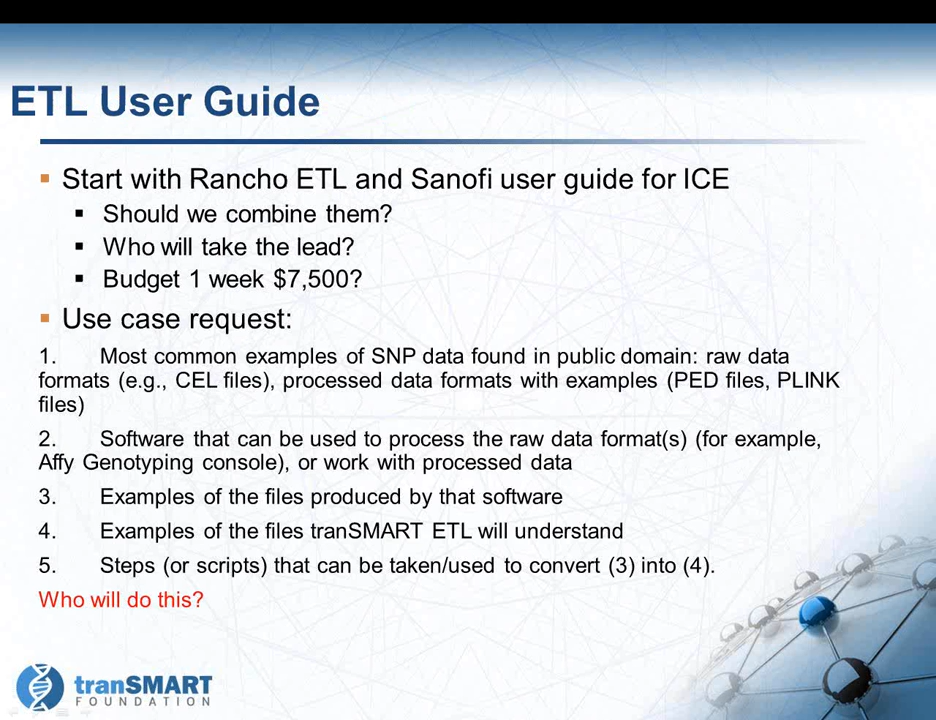 ETL User Guide
▪ Start with Rancho ETL and Sanofi user guide for ICE
▪ Should we combine them?
▪ Who will take the lead?
▪ Budget 1 week $7,500?
▪ Use case request:
1. Most common examples of SNP data found in public domain: raw data
formats (e.g., CEL files), processed data formats with examples (PED files, PLINK
files)
2. Software that can be used to process the raw data format(s) (for example,
Affy Genotyping console), or work with processed data
3. Examples of the files produced by that software
4. Examples of the files tranSMART ETL will understand
5. Steps (or scripts) that can be taken/used to convert (3) into (4).
Who will do this?
tranSMART
FOUNDATION